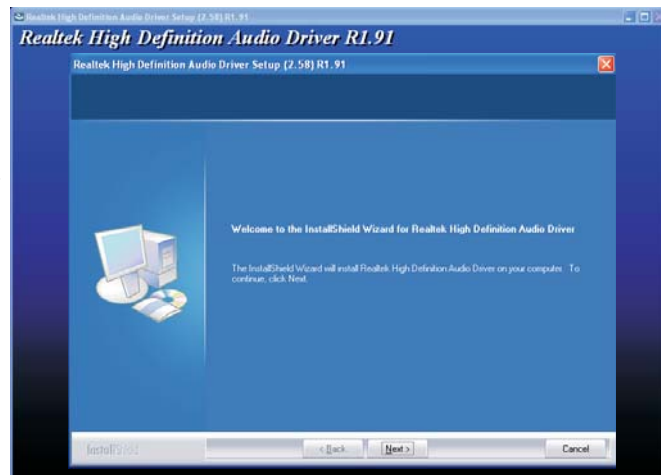 Realtek High Definition Audio Driver Setup (2.58) R1.91
Realtek High Definition Audio Driver R1.91
Realtek High Definition Audio Driver Setup (2.58) R1.91
Welcome to the InstallShield Wizard for Realtek High Definition Audio Driver
The InstallShield Wizard will install Realtek High Definition Audio Driver on your computer. To
continue, click Next.
InstallShield
< Back
Next >
Cancel